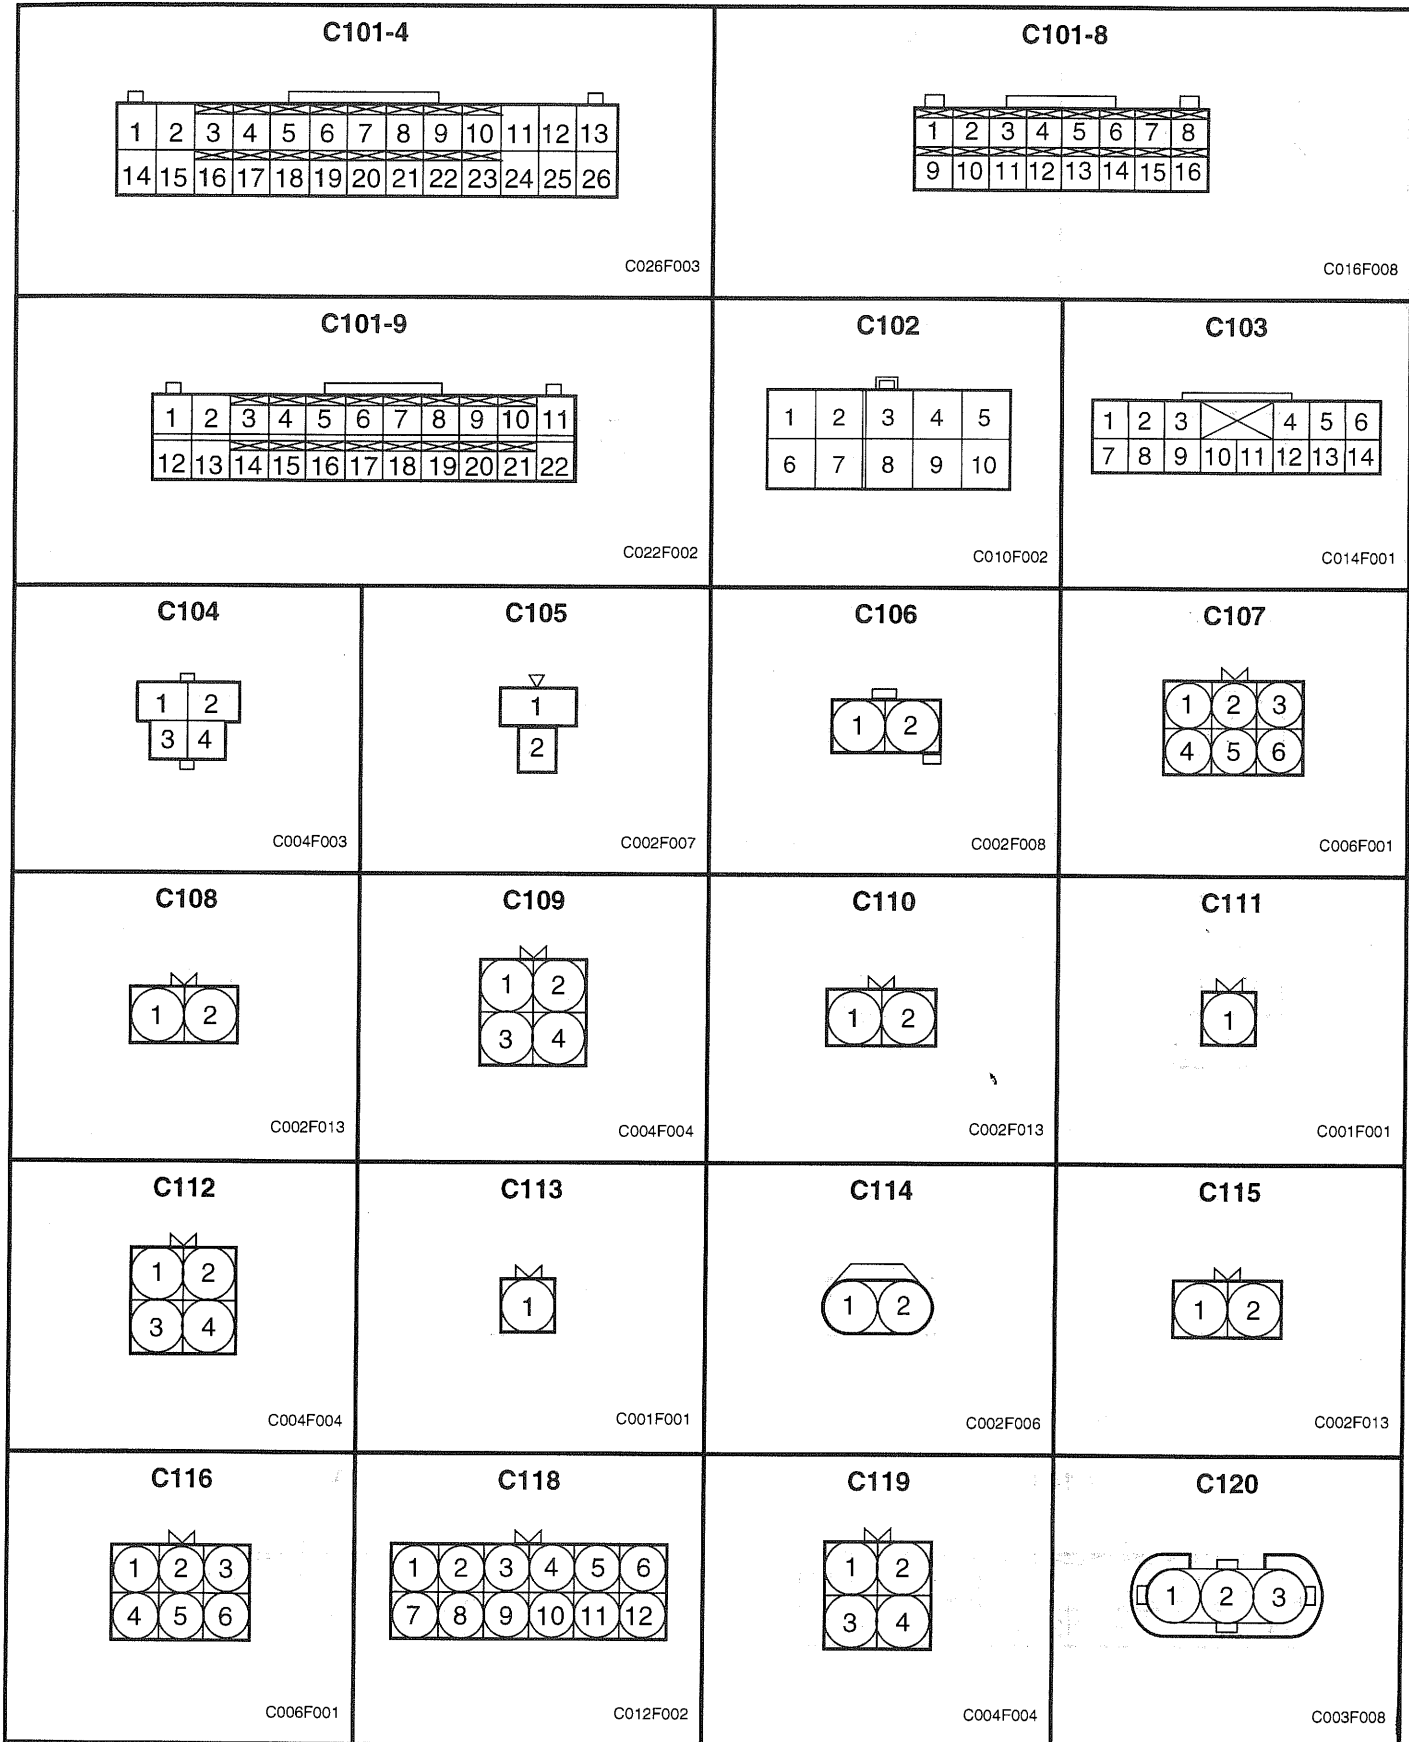 C101-4
1 2 3 4 5 6 7 8 9 10 11 12 13
14 15 16 17 18 19 20 21 22 23 24 25 26
C026F003
C101-8
1 2 3 4 5 6 7 8
9 10 11 12 13 14 15 16
C016F008
C101-9
1 2 3 4 5 6 7 8 9 10 11
12 13 14 15 16 17 18 19 20 21 22
C022F002
C102
1 2 3 4 5
6 7 8 9 10
C010F002
C103
1 2 3 4 5 6
7 8 9 10 11 12 13 14
C014F001
C104
1 2
3 4
C004F003
C105
1
2
C002F007
C106
1 2
C002F008
C107
1 2 3
4 5 6
C006F001
C108
1 2
C002F013
C109
1 2
3 4
C004F004
C110
1 2
C002F013
C111
1
C001F001
C112
1 2
3 4
C004F004
C113
1
C001F001
C114
1 2
C002F006
C115
1 2
C002F013
C116
1 2 3
4 5 6
C006F001
C118
1 2 3 4 5 6
7 8 9 10 11 12
C012F002
C119
1 2
3 4
C004F004
C120
1 2 3
C003F008